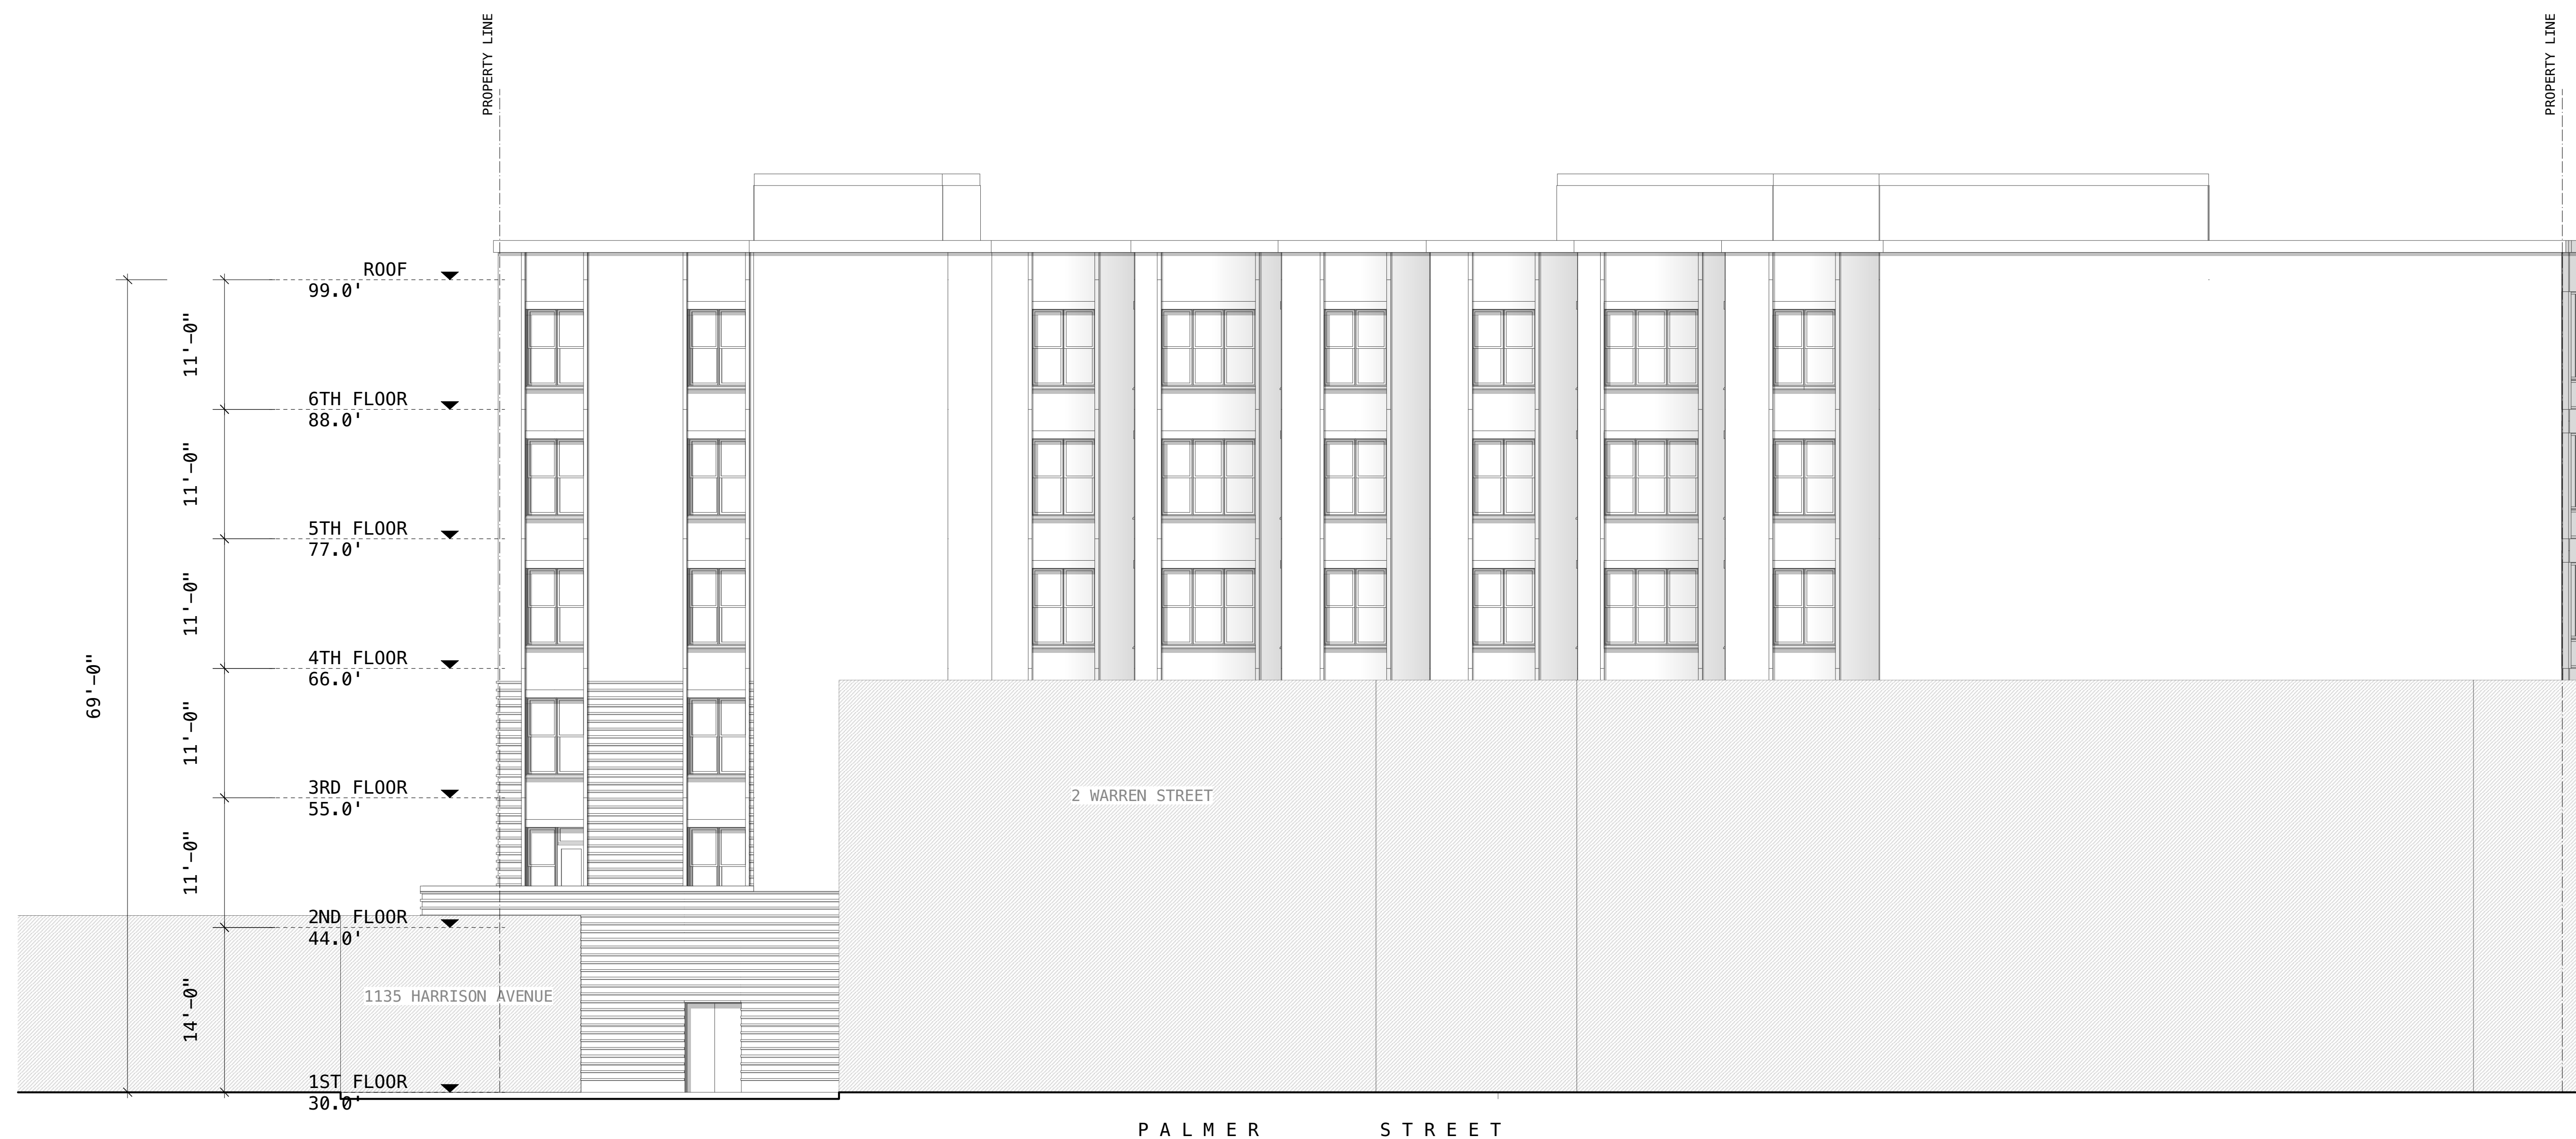 PROPERTY LINE
PROPERTY LINE
ROOF
99.0'
11'-0"
6TH FLOOR
88.0'
11'-0"
5TH FLOOR
77.0'
11'-0"
4TH FLOOR
66.0'
69'-0"
11'-0"
3RD FLOOR
55.0'
2 WARREN STREET
11'-0"
2ND FLOOR
44.0'
1135 HARRISON AVENUE
14'-0"
1ST FLOOR
30.0'
PALMER STREET